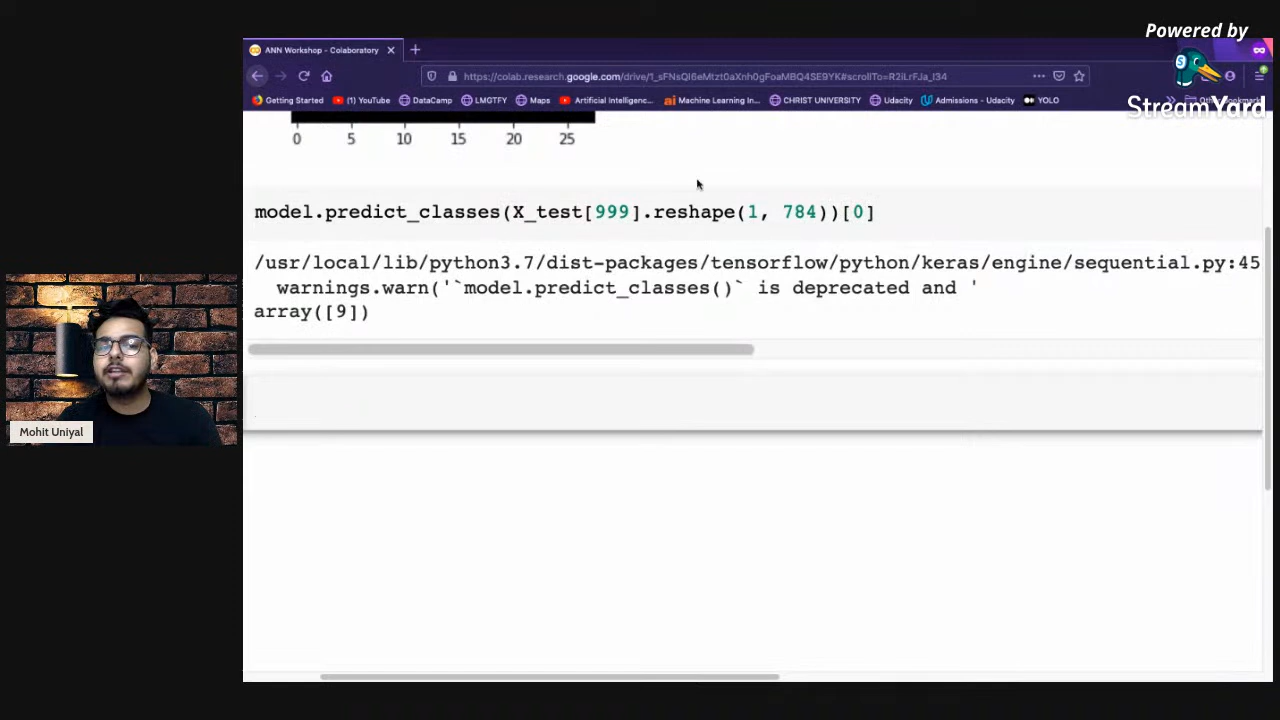 Powered by
StreamYard
ANN Workshop - Colaboratory
https://colab.research.google.com/drive/1_sFNsQI6eMtzt0aXnh0gFoaMBQ4SE9YK#scrollTo=R2iLrFJa_I34
Getting Started (1) YouTube DataCamp LMGTFY Maps Artificial Intelligenc... Machine Learning In... CHRIST UNIVERSITY Udacity Admissions - Udacity YOLO
0 5 10 15 20 25
model.predict_classes(X_test[999].reshape(1, 784))[0]
/usr/local/lib/python3.7/dist-packages/tensorflow/python/keras/engine/sequential.py:45
warnings.warn('`model.predict_classes()` is deprecated and '
array([9])
Mohit Uniyal